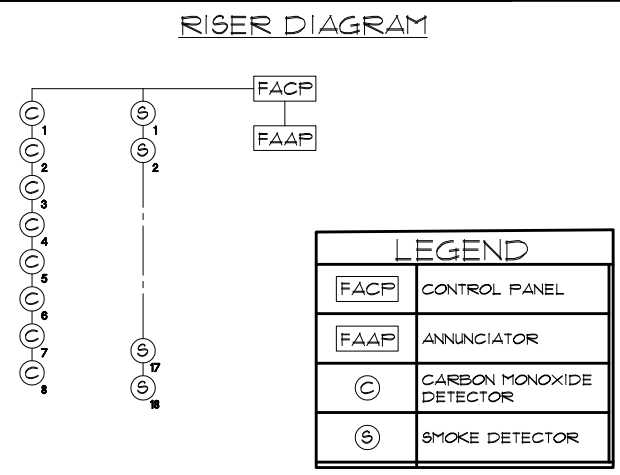 RISER DIAGRAM
FACP
FAAP
C
1
C
2
C
3
C
4
C
5
C
6
C
7
C
8
S
1
S
2
S
17
S
18
LEGEND
FACP CONTROL PANEL
FAAP ANNUNCIATOR
C CARBON MONOXIDE
DETECTOR
S SMOKE DETECTOR